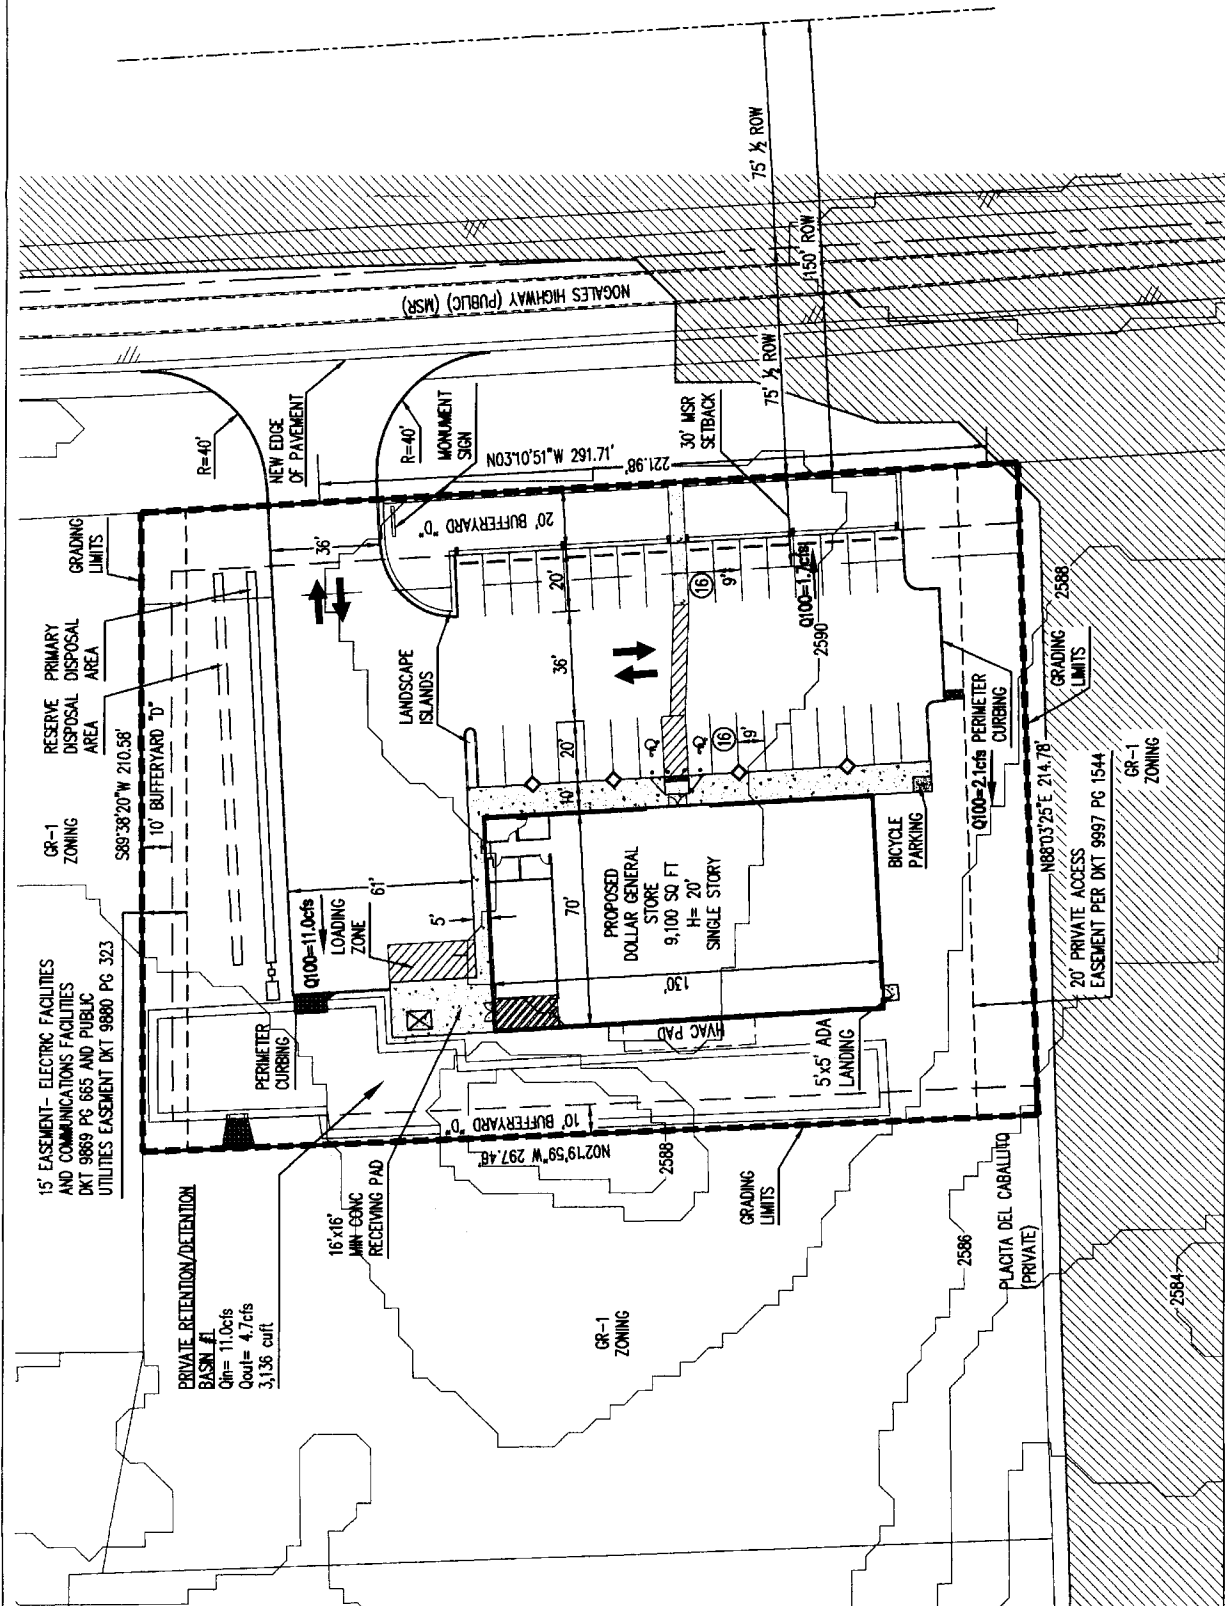 15' EASEMENT- ELECTRIC FACILITIES
AND COMMUNICATIONS FACILITIES
DKT 9869 PG 665 AND PUBLIC
UTILITIES EASEMENT DKT 9880 PG 323
GR-1
ZONING
RESERVE
DISPOSAL
AREA
PRIMARY
DISPOSAL
AREA
GRADING
LIMITS
S89°38'20"W 210.58'
10' BUFFERYARD "D"
R=40'
NEW EDGE
OF PAVEMENT
R=40'
MONUMENT
SIGN
NOGALES HIGHWAY (PUBLIC) (MSR)
N03°10'51"W 291.71'
221.98'
30' MSR
SETBACK
75' ½ ROW
75' ½ ROW
150' ROW
36'
20' BUFFERYARD "D"
LANDSCAPE
ISLANDS
20'
36'
20'
10'
16
9'
16
9'
Q100=1.7cfs
2590
2588
GRADING
LIMITS
PERIMETER
CURBING
Q100=2.1cfs
N88°03'25"E 214.78'
20' PRIVATE ACCESS
EASEMENT PER DKT 9997 PG 1544
GR-1
ZONING
BICYCLE
PARKING
Q100=11.0cfs
LOADING
ZONE
61'
5'
70'
130'
PROPOSED
DOLLAR GENERAL
STORE
9,100 SQ FT
H= 20'
SINGLE STORY
HVAC PAD
5'x5' ADA
LANDING
PERIMETER
CURBING
10' BUFFERYARD "D"
N02°19'59"W 297.46'
2588
GRADING
LIMITS
16'x16'
MIN CONC
RECEIVING PAD
PRIVATE RETENTION/DETENTION
BASIN #1
Qin= 11.0cfs
Qout= 4.7cfs
3,136 cuft
GR-1
ZONING
2586
PLACITA DEL CABALLITO
(PRIVATE)
2584